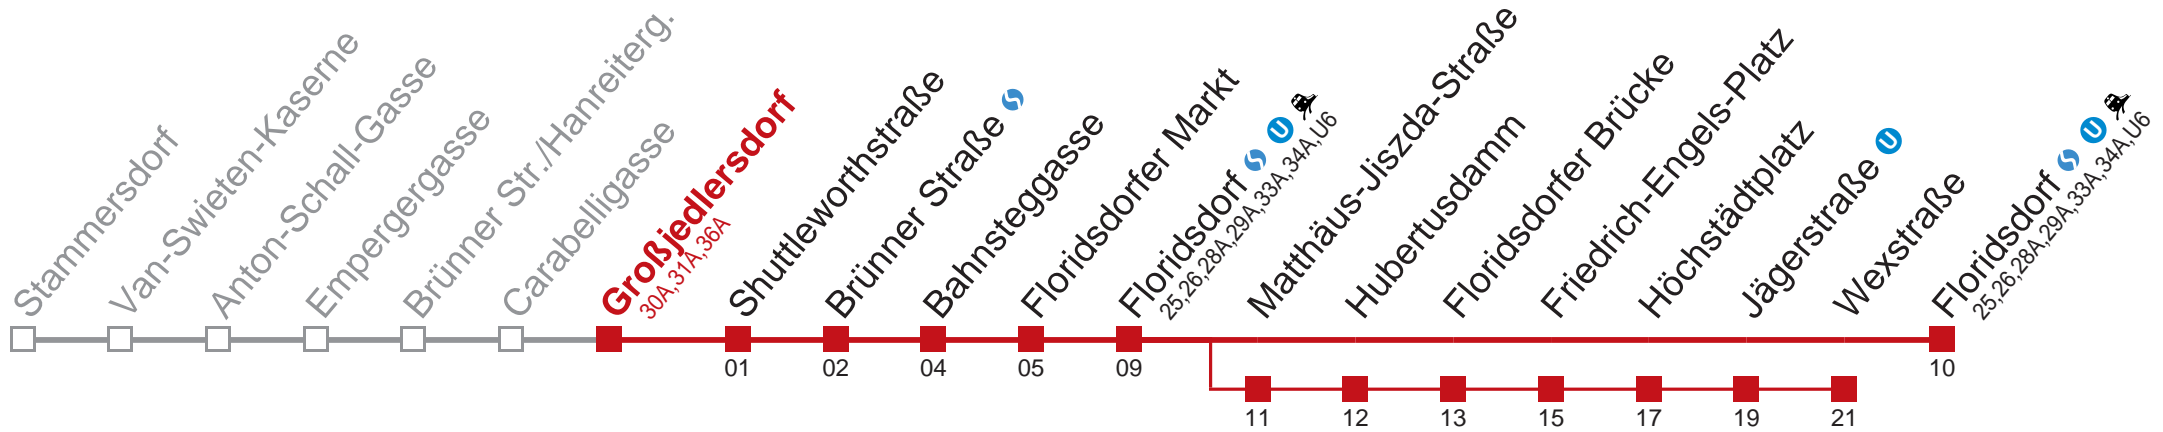 Stammersdorf
Van-Swieten-Kaserne
Anton-Schall-Gasse
Empergergasse
Brünner Str./Hanreiterg.
Carabelligasse
Großjedlersdorf
30A,31A,36A
Shuttleworthstraße
Brünner Straße
Bahnsteggasse
Floridsdorfer Markt
Floridsdorf U
25,26,28A,29A,33A,34A,U6
Matthäus-Jiszda-Straße
Hubertusdamm
Floridsdorfer Brücke
Friedrich-Engels-Platz
Höchstädtplatz
Jägerstraße U
Wexstraße
Floridsdorf U
25,26,28A,29A,33A,34A,U6
01 02 04 05 09 10
11 12 13 15 17 19 21